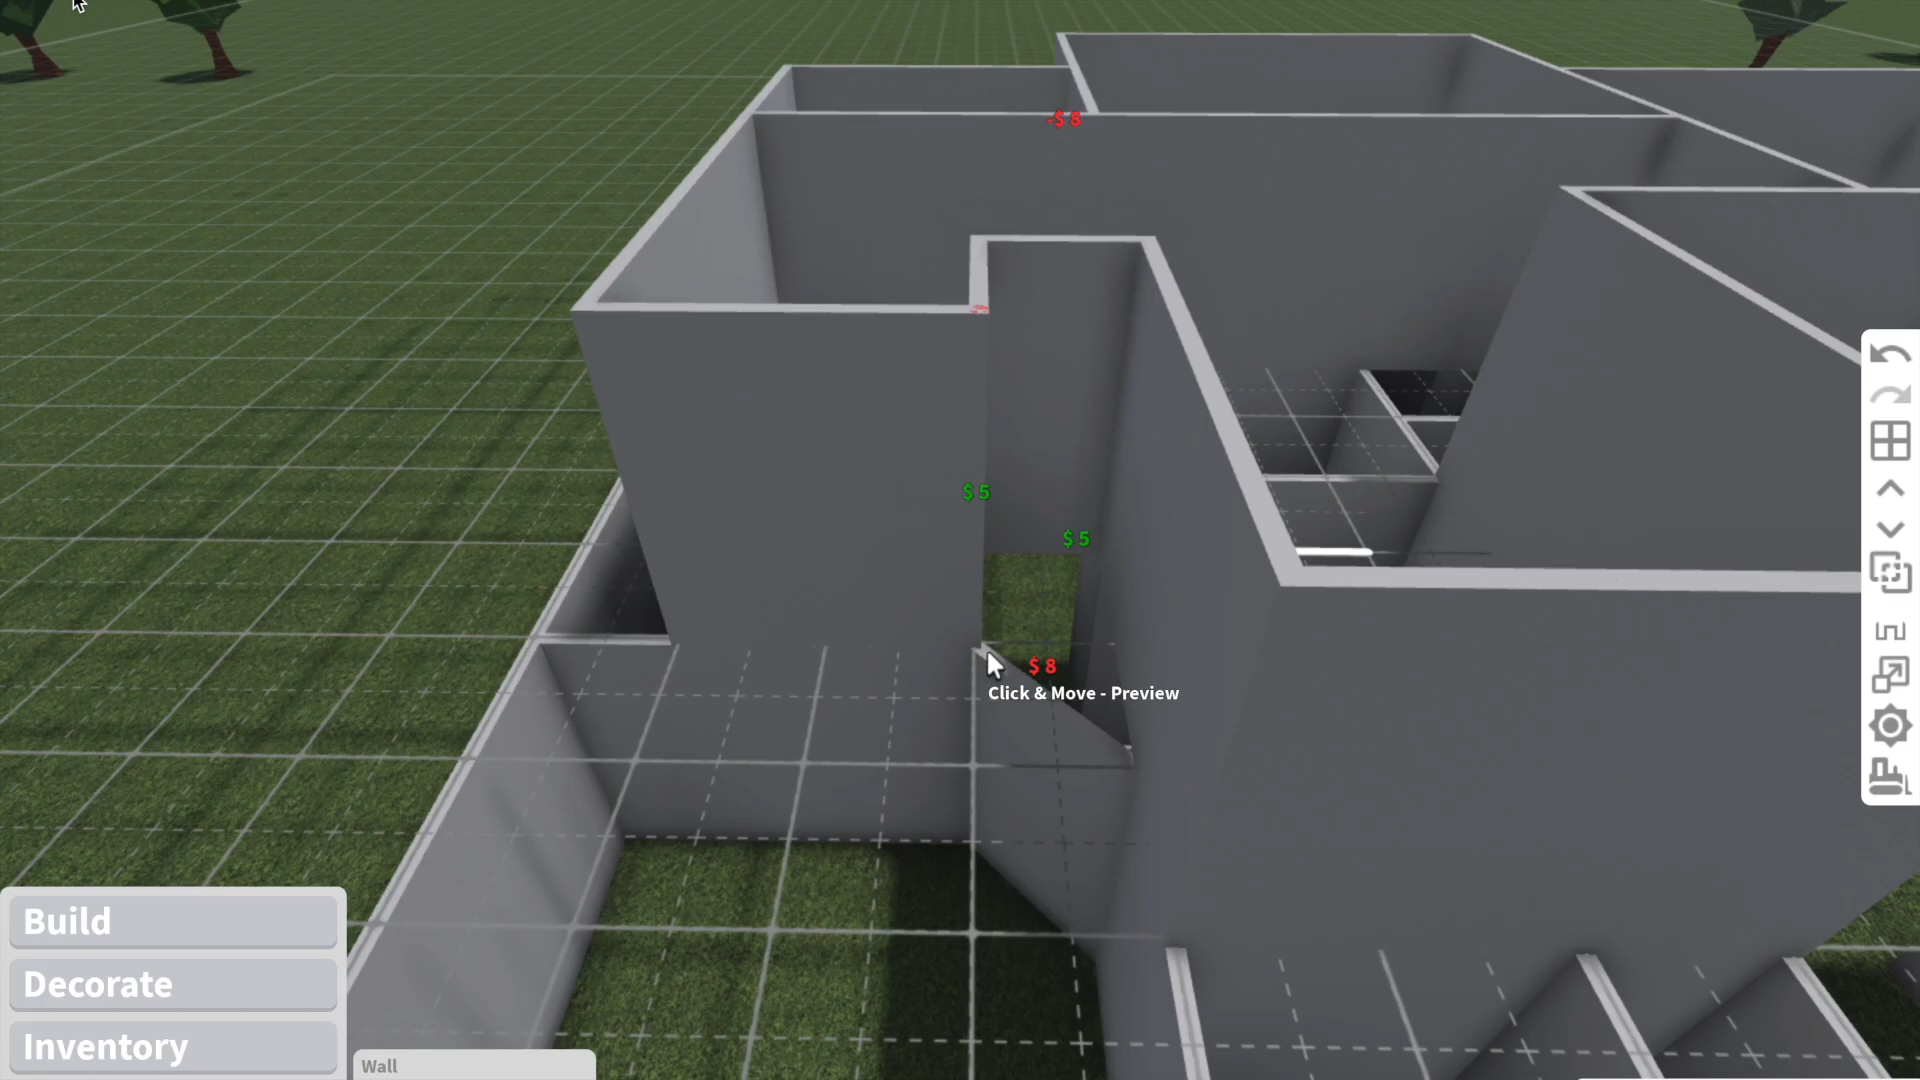 -$ 8
$ 5
$ 5
$ 8
Click & Move - Preview
Build
Decorate
Inventory
Wall